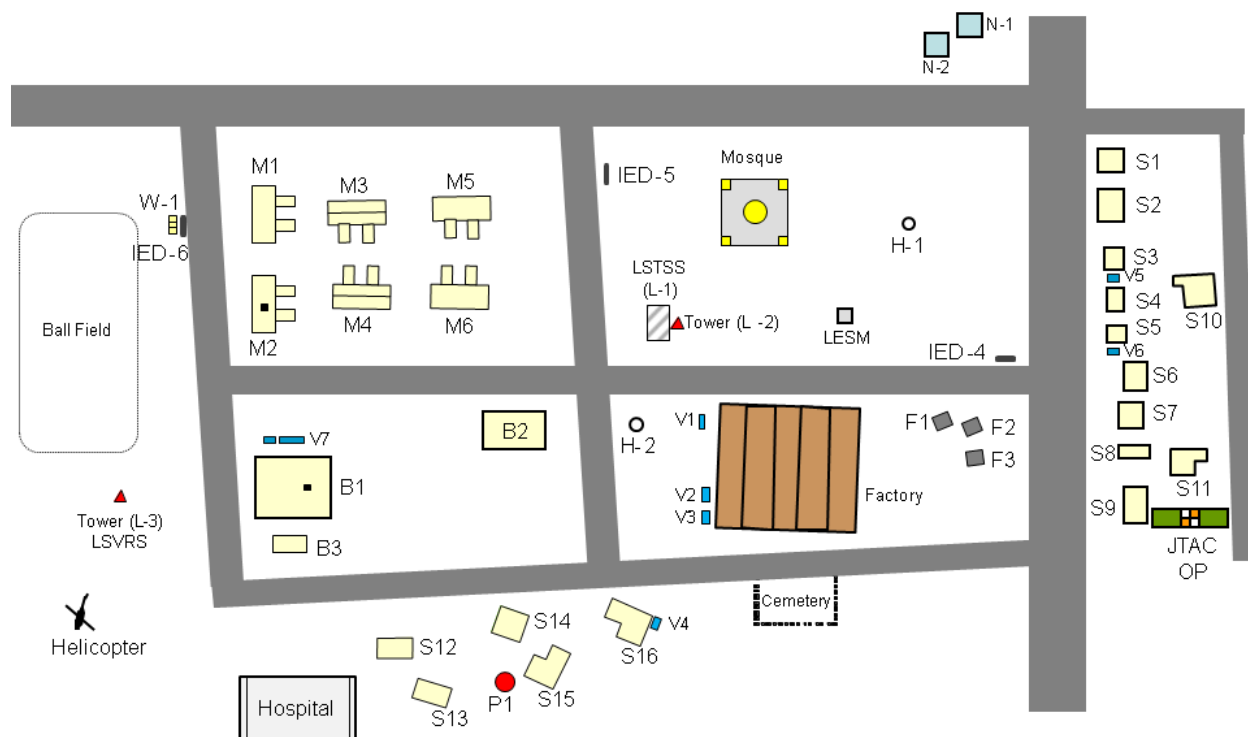 N-1
N-2
M1
M3
M5
W-1
IED-6
IED-5
Mosque
H-1
S1
S2
S3
V5
S4
S10
S5
V6
Ball Field
M2
M4
M6
LSTSS
(L-1)
Tower (L -2)
LESM
IED-4
S6
S7
S8
S11
S9
JTAC
OP
V7
B2
B1
B3
H-2
V1
V2
V3
Factory
F1
F2
F3
Tower (L-3)
LSVRS
Helicopter
Cemetery
S12
S14
S16
V4
S13
P1
S15
Hospital